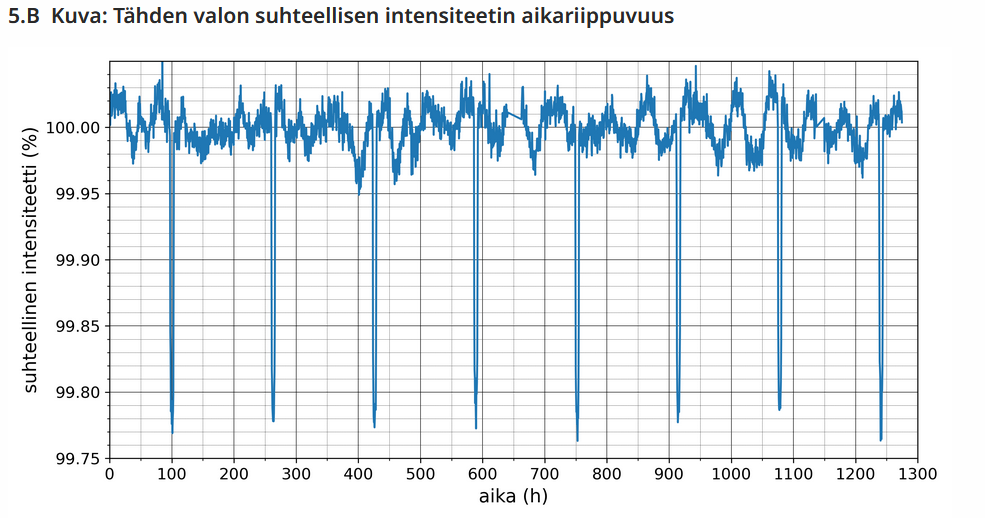 5.B Kuva: Tähden valon suhteellisen intensiteetin aikariippuvuus
suhteellinen intensiteetti (%)
100.00
99.95
99.90
99.85
99.80
99.75
0 100 200 300 400 500 600 700 800 900 1000 1100 1200 1300
aika (h)